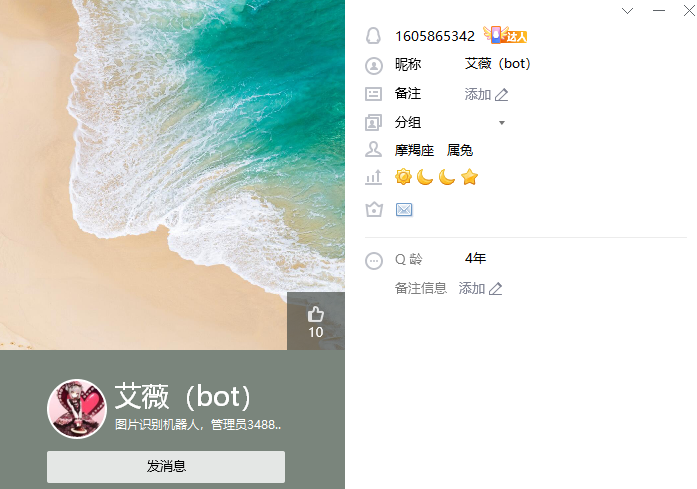 10
艾薇（bot）
图片识别机器人，管理员3488..
发消息
1605865342 达人
昵称 艾薇（bot）
备注 添加
分组
摩羯座 属兔
Q 龄 4年
备注信息 添加